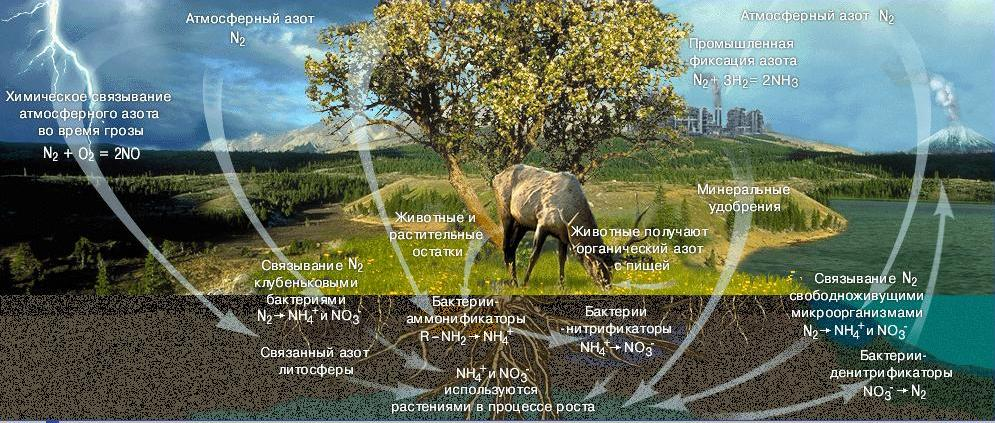 Атмосферный азот
N₂
Атмосферный азот N₂
Промышленная
фиксация азота
N₂ + 3H₂ = 2NH₃
Химическое связывание
атмосферного азота
во время грозы
N₂ + O₂ = 2NO
Минеральные
удобрения
Животные и
растительные
остатки
Животные получают
органический азот
с пищей
Связывание N₂
клубеньковыми
бактериями
N₂→NH₄⁺и NO₃⁻
Связывание N₂
свободноживущими
микроорганизмами
N₂→NH₄⁺и NO₃⁻
Бактерии-
аммонификаторы
R–NH₂→NH₄⁺
Бактерии
-нитрификаторы
NH₄⁺→NO₃⁻
Связанный азот
литосферы
Бактерии-
денитрификаторы
NO₃⁻→N₂
NH₄⁺и NO₃⁻
используются
растениями в процессе роста